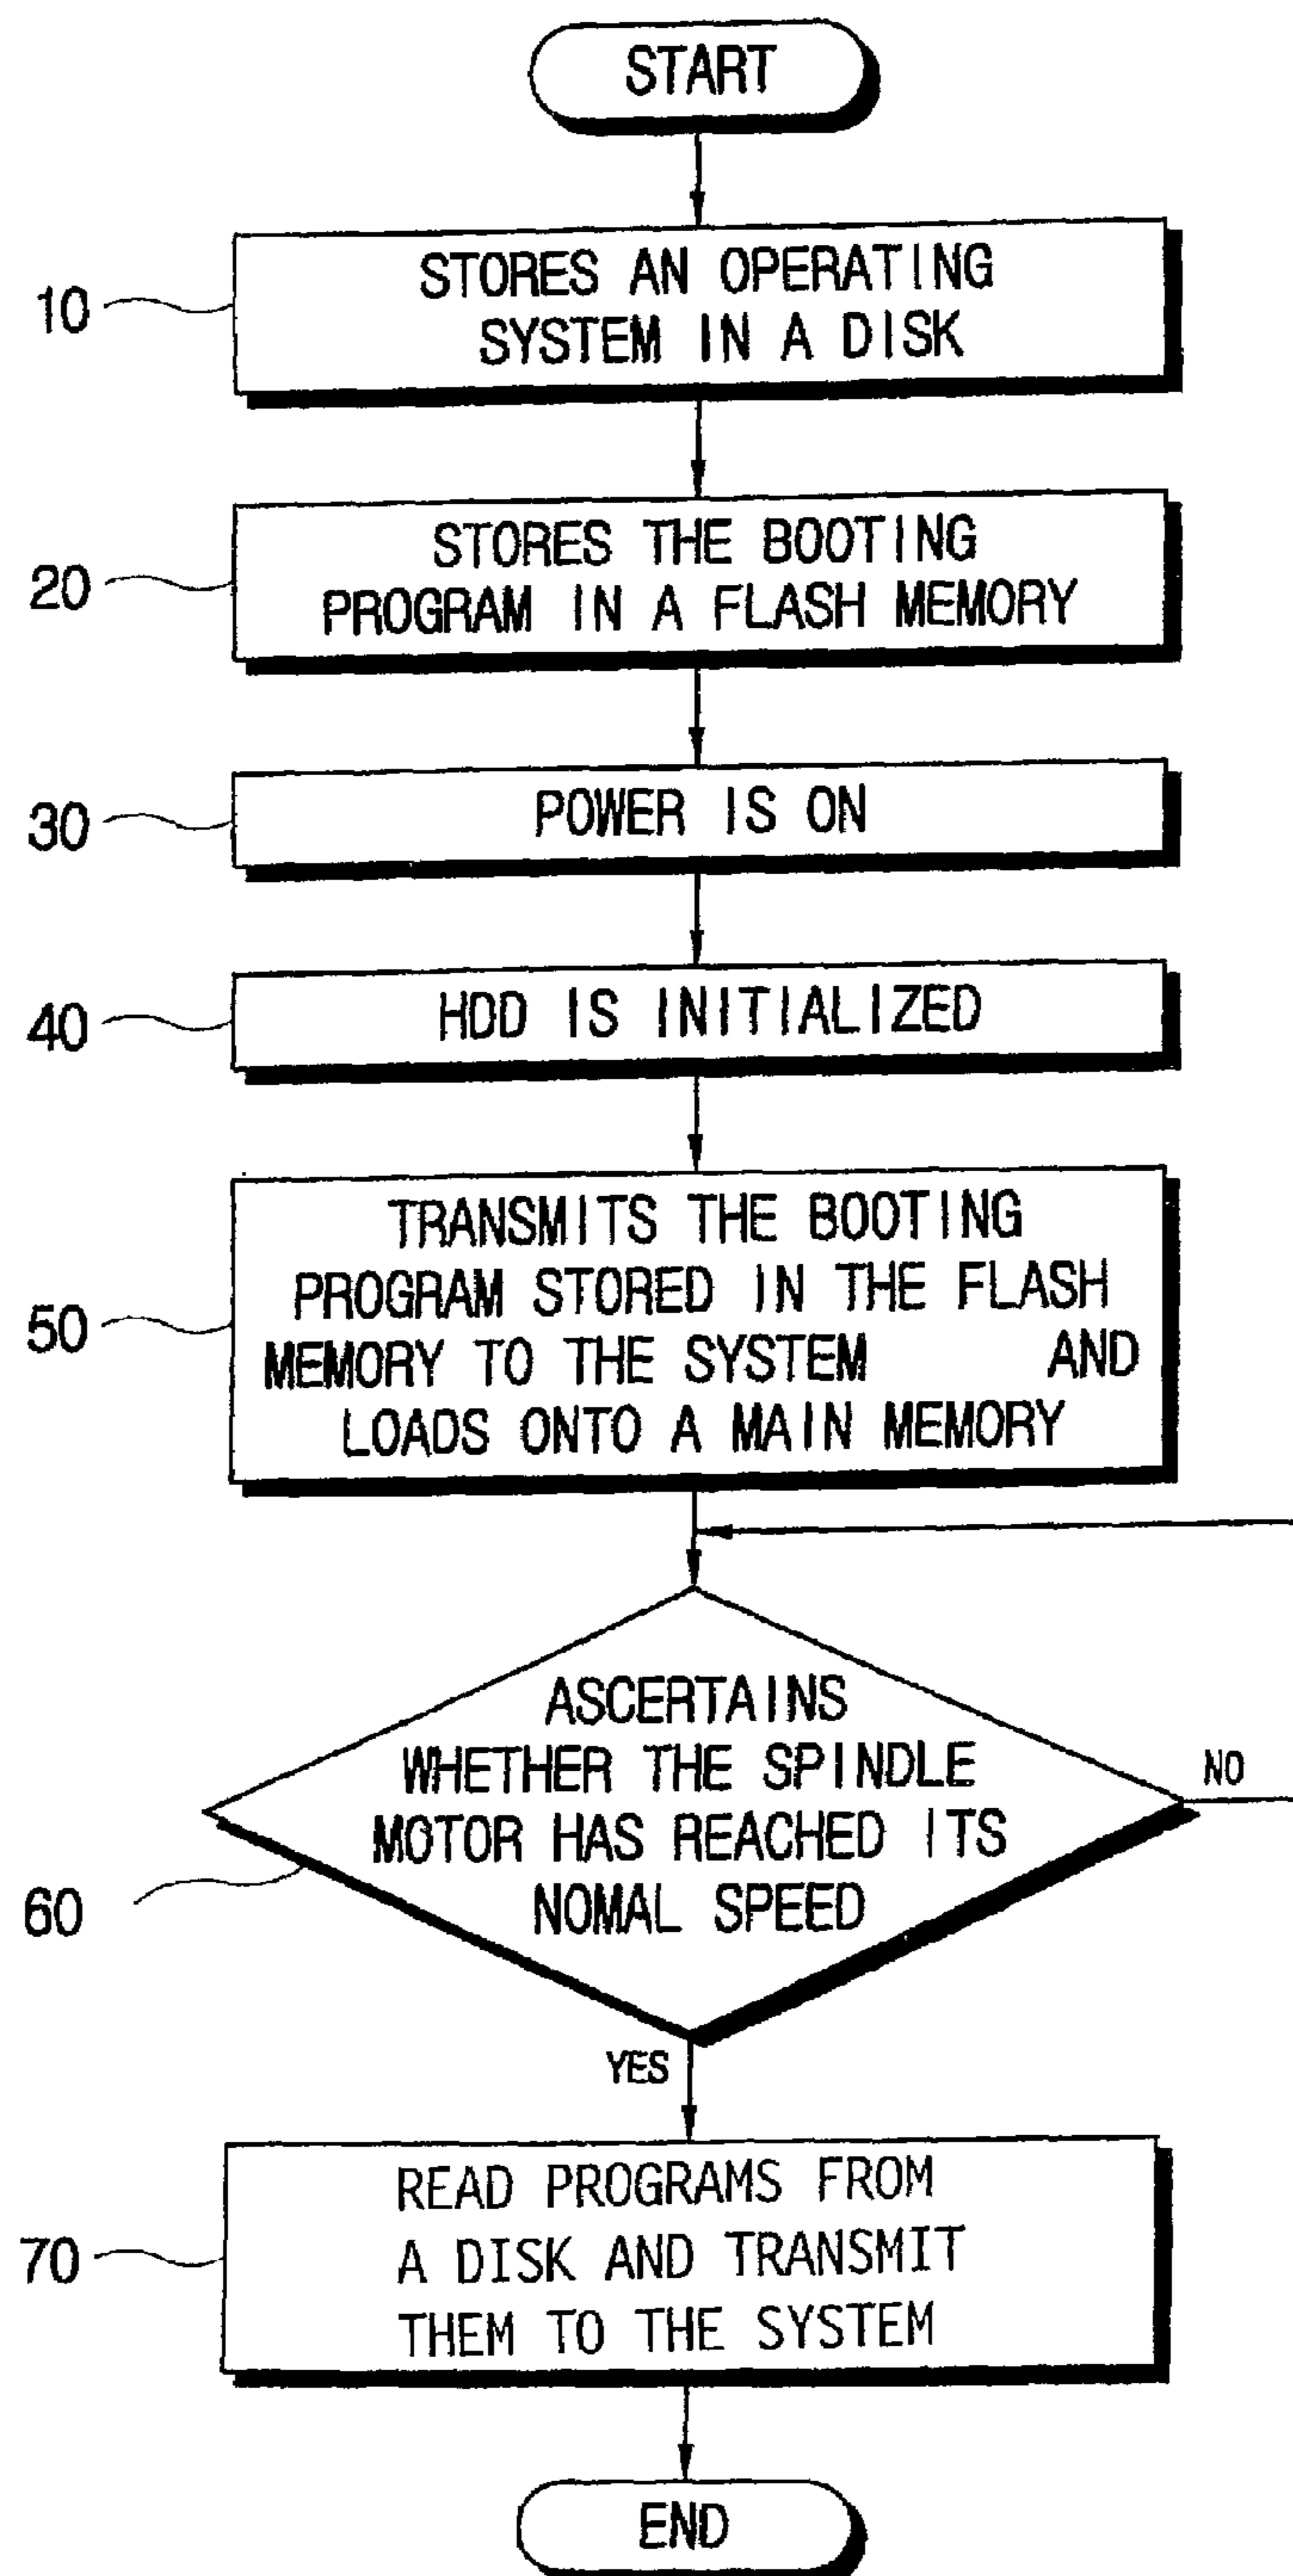 START
10
STORES AN OPERATING
SYSTEM IN A DISK
20
STORES THE BOOTING
PROGRAM IN A FLASH MEMORY
30
POWER IS ON
40
HDD IS INITIALIZED
50
TRANSMITS THE BOOTING
PROGRAM STORED IN THE FLASH
MEMORY TO THE SYSTEM AND
LOADS ONTO A MAIN MEMORY
60
ASCERTAINS
WHETHER THE SPINDLE
MOTOR HAS REACHED ITS
NOMAL SPEED
NO
YES
70
READ PROGRAMS FROM
A DISK AND TRANSMIT
THEM TO THE SYSTEM
END